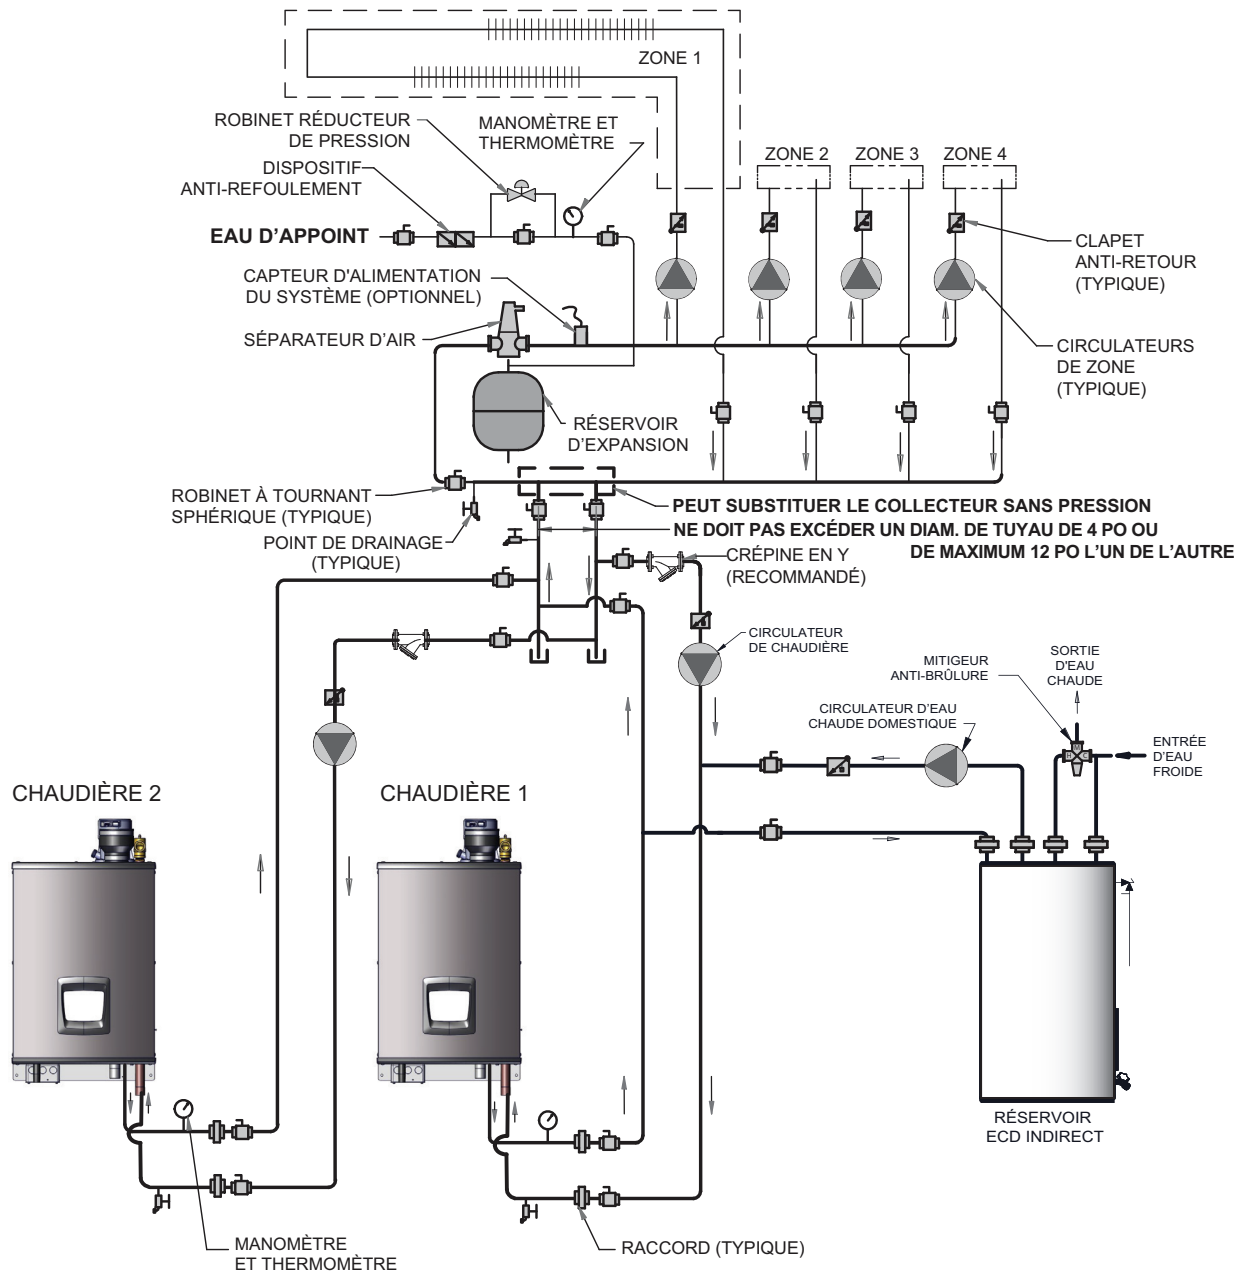 ZONE 1
ROBINET RÉDUCTEUR
DE PRESSION
MANOMÈTRE ET
THERMOMÈTRE
DISPOSITIF
ANTI-REFOULEMENT
ZONE 2
ZONE 3
ZONE 4
EAU D'APPOINT
CLAPET
ANTI-RETOUR
(TYPIQUE)
CAPTEUR D'ALIMENTATION
DU SYSTÈME (OPTIONNEL)
SÉPARATEUR D'AIR
CIRCULATEURS
DE ZONE
(TYPIQUE)
RÉSERVOIR
D'EXPANSION
ROBINET À TOURNANT
SPHÉRIQUE (TYPIQUE)
PEUT SUBSTITUER LE COLLECTEUR SANS PRESSION
NE DOIT PAS EXCÉDER UN DIAM. DE TUYAU DE 4 PO OU
DE MAXIMUM 12 PO L'UN DE L'AUTRE
POINT DE DRAINAGE
(TYPIQUE)
CRÉPINE EN Y
(RECOMMANDÉ)
CIRCULATEUR
DE CHAUDIÈRE
MITIGEUR
ANTI-BRÛLURE
SORTIE
D'EAU
CHAUDE
CIRCULATEUR D'EAU
CHAUDE DOMESTIQUE
M
H
C
ENTRÉE
D'EAU
FROIDE
CHAUDIÈRE 2
CHAUDIÈRE 1
RÉSERVOIR
ECD INDIRECT
MANOMÈTRE
ET THERMOMÈTRE
RACCORD (TYPIQUE)